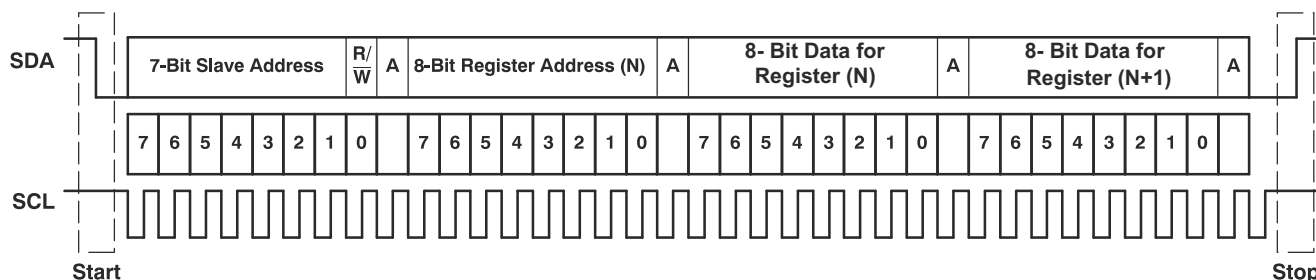 SDA
7-Bit Slave Address
R/
W
A
8-Bit Register Address (N)
A
8- Bit Data for
Register (N)
A
8- Bit Data for
Register (N+1)
A
7 6 5 4 3 2 1 0 7 6 5 4 3 2 1 0 7 6 5 4 3 2 1 0 7 6 5 4 3 2 1 0
SCL
Start
Stop